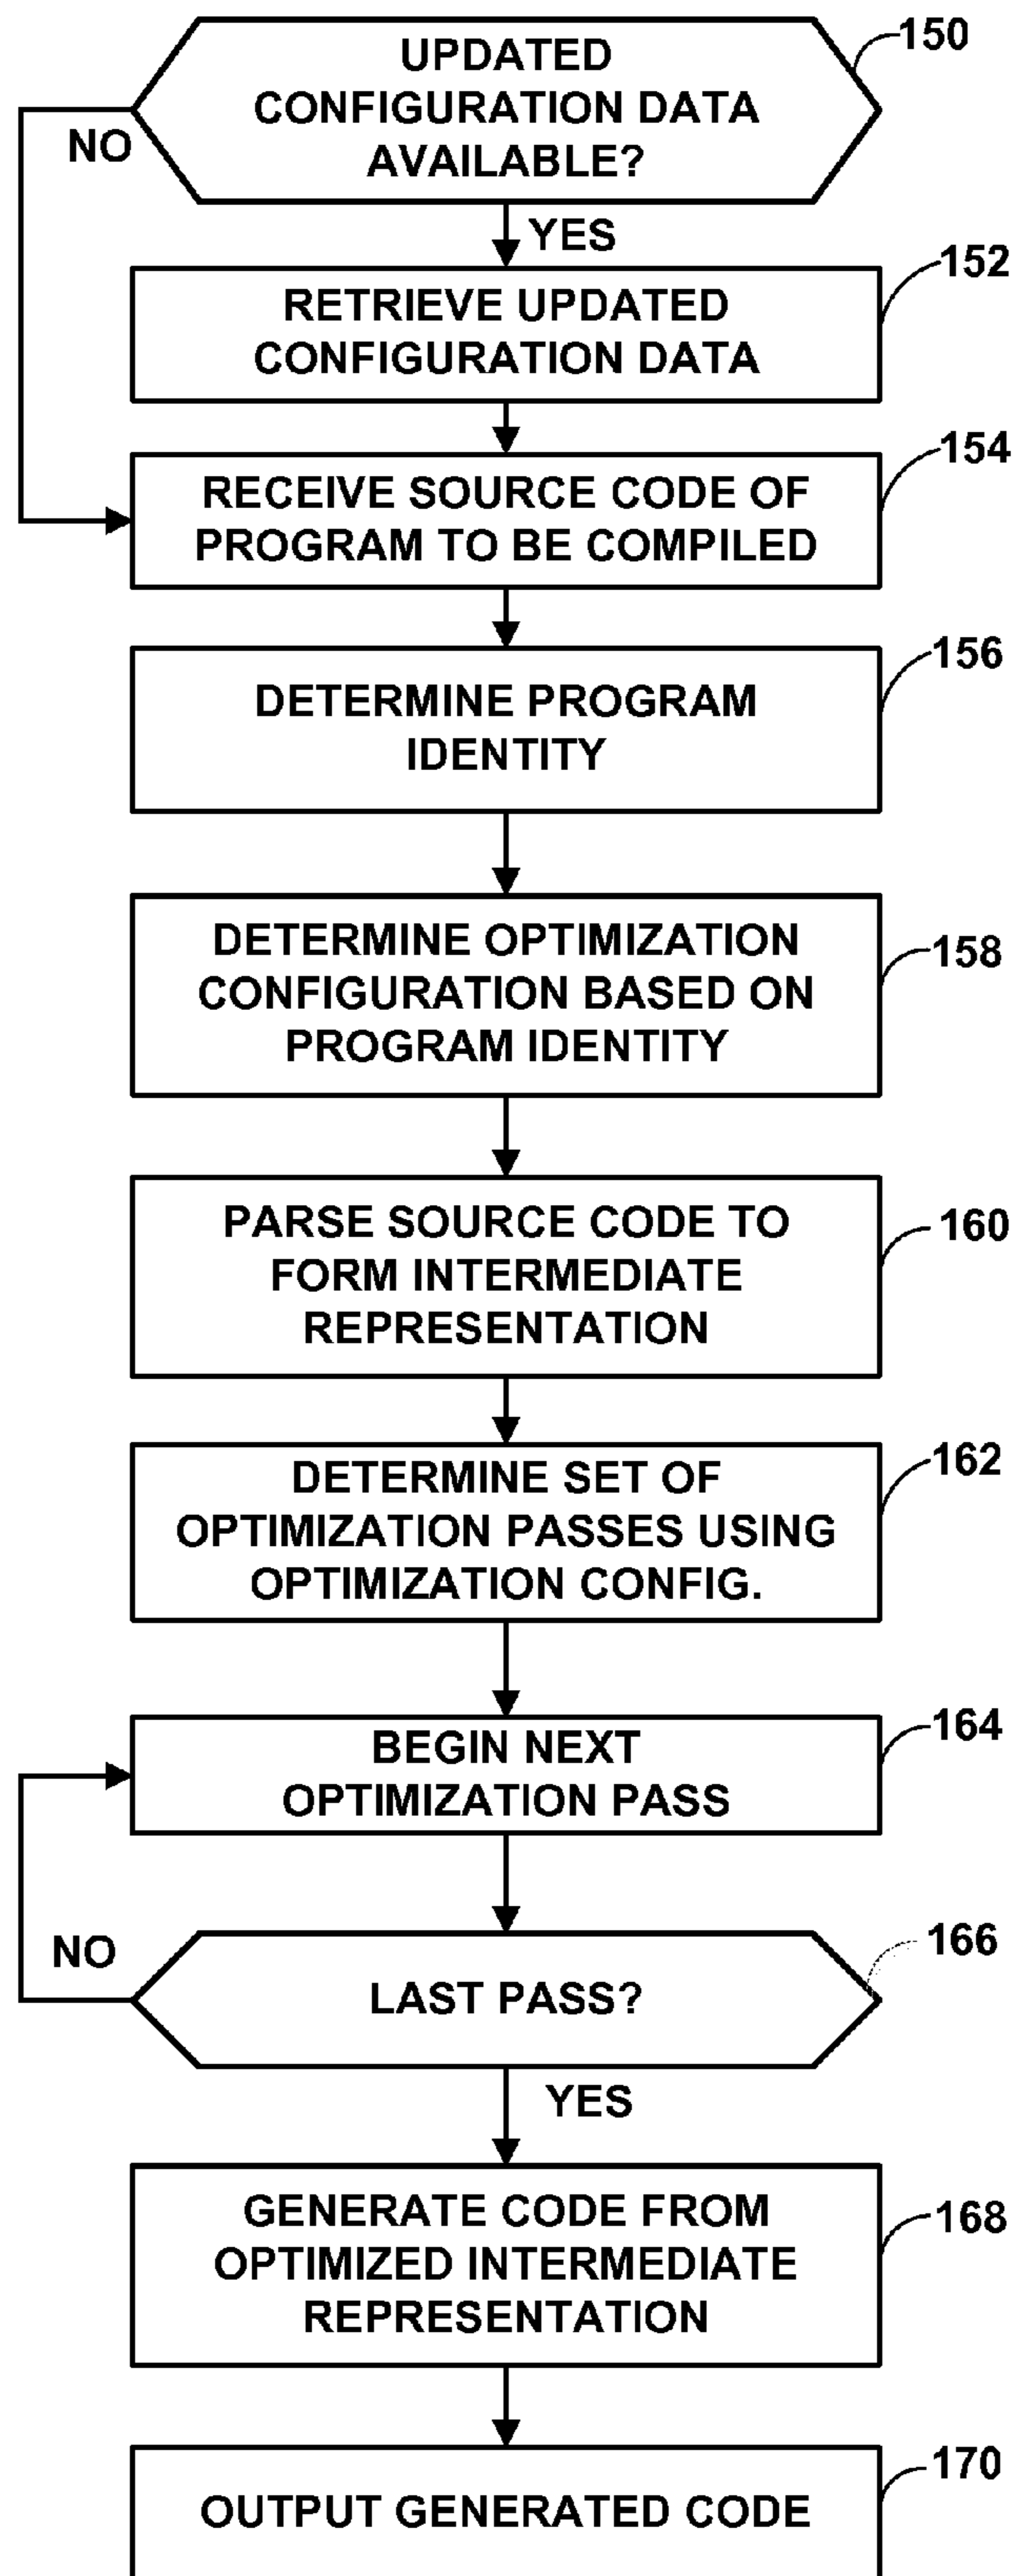 150
UPDATED
CONFIGURATION DATA
AVAILABLE?
NO
YES
152
RETRIEVE UPDATED
CONFIGURATION DATA
154
RECEIVE SOURCE CODE OF
PROGRAM TO BE COMPILED
156
DETERMINE PROGRAM
IDENTITY
158
DETERMINE OPTIMIZATION
CONFIGURATION BASED ON
PROGRAM IDENTITY
160
PARSE SOURCE CODE TO
FORM INTERMEDIATE
REPRESENTATION
162
DETERMINE SET OF
OPTIMIZATION PASSES USING
OPTIMIZATION CONFIG.
164
BEGIN NEXT
OPTIMIZATION PASS
166
NO
LAST PASS?
YES
168
GENERATE CODE FROM
OPTIMIZED INTERMEDIATE
REPRESENTATION
170
OUTPUT GENERATED CODE